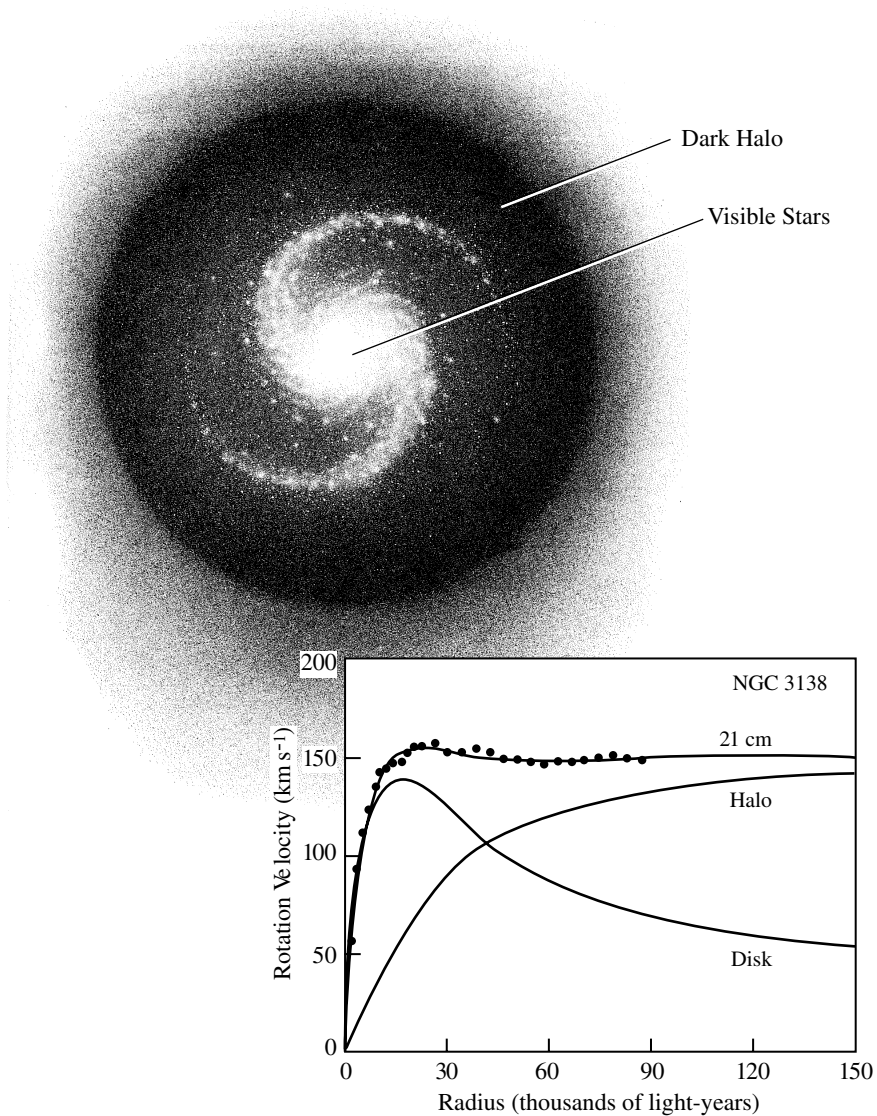 Dark Halo
Visible Stars
NGC 3138
21 cm
Halo
Disk
Rotation Velocity (km s⁻¹)
200
150
100
50
0
0 30 60 90 120 150
Radius (thousands of light-years)